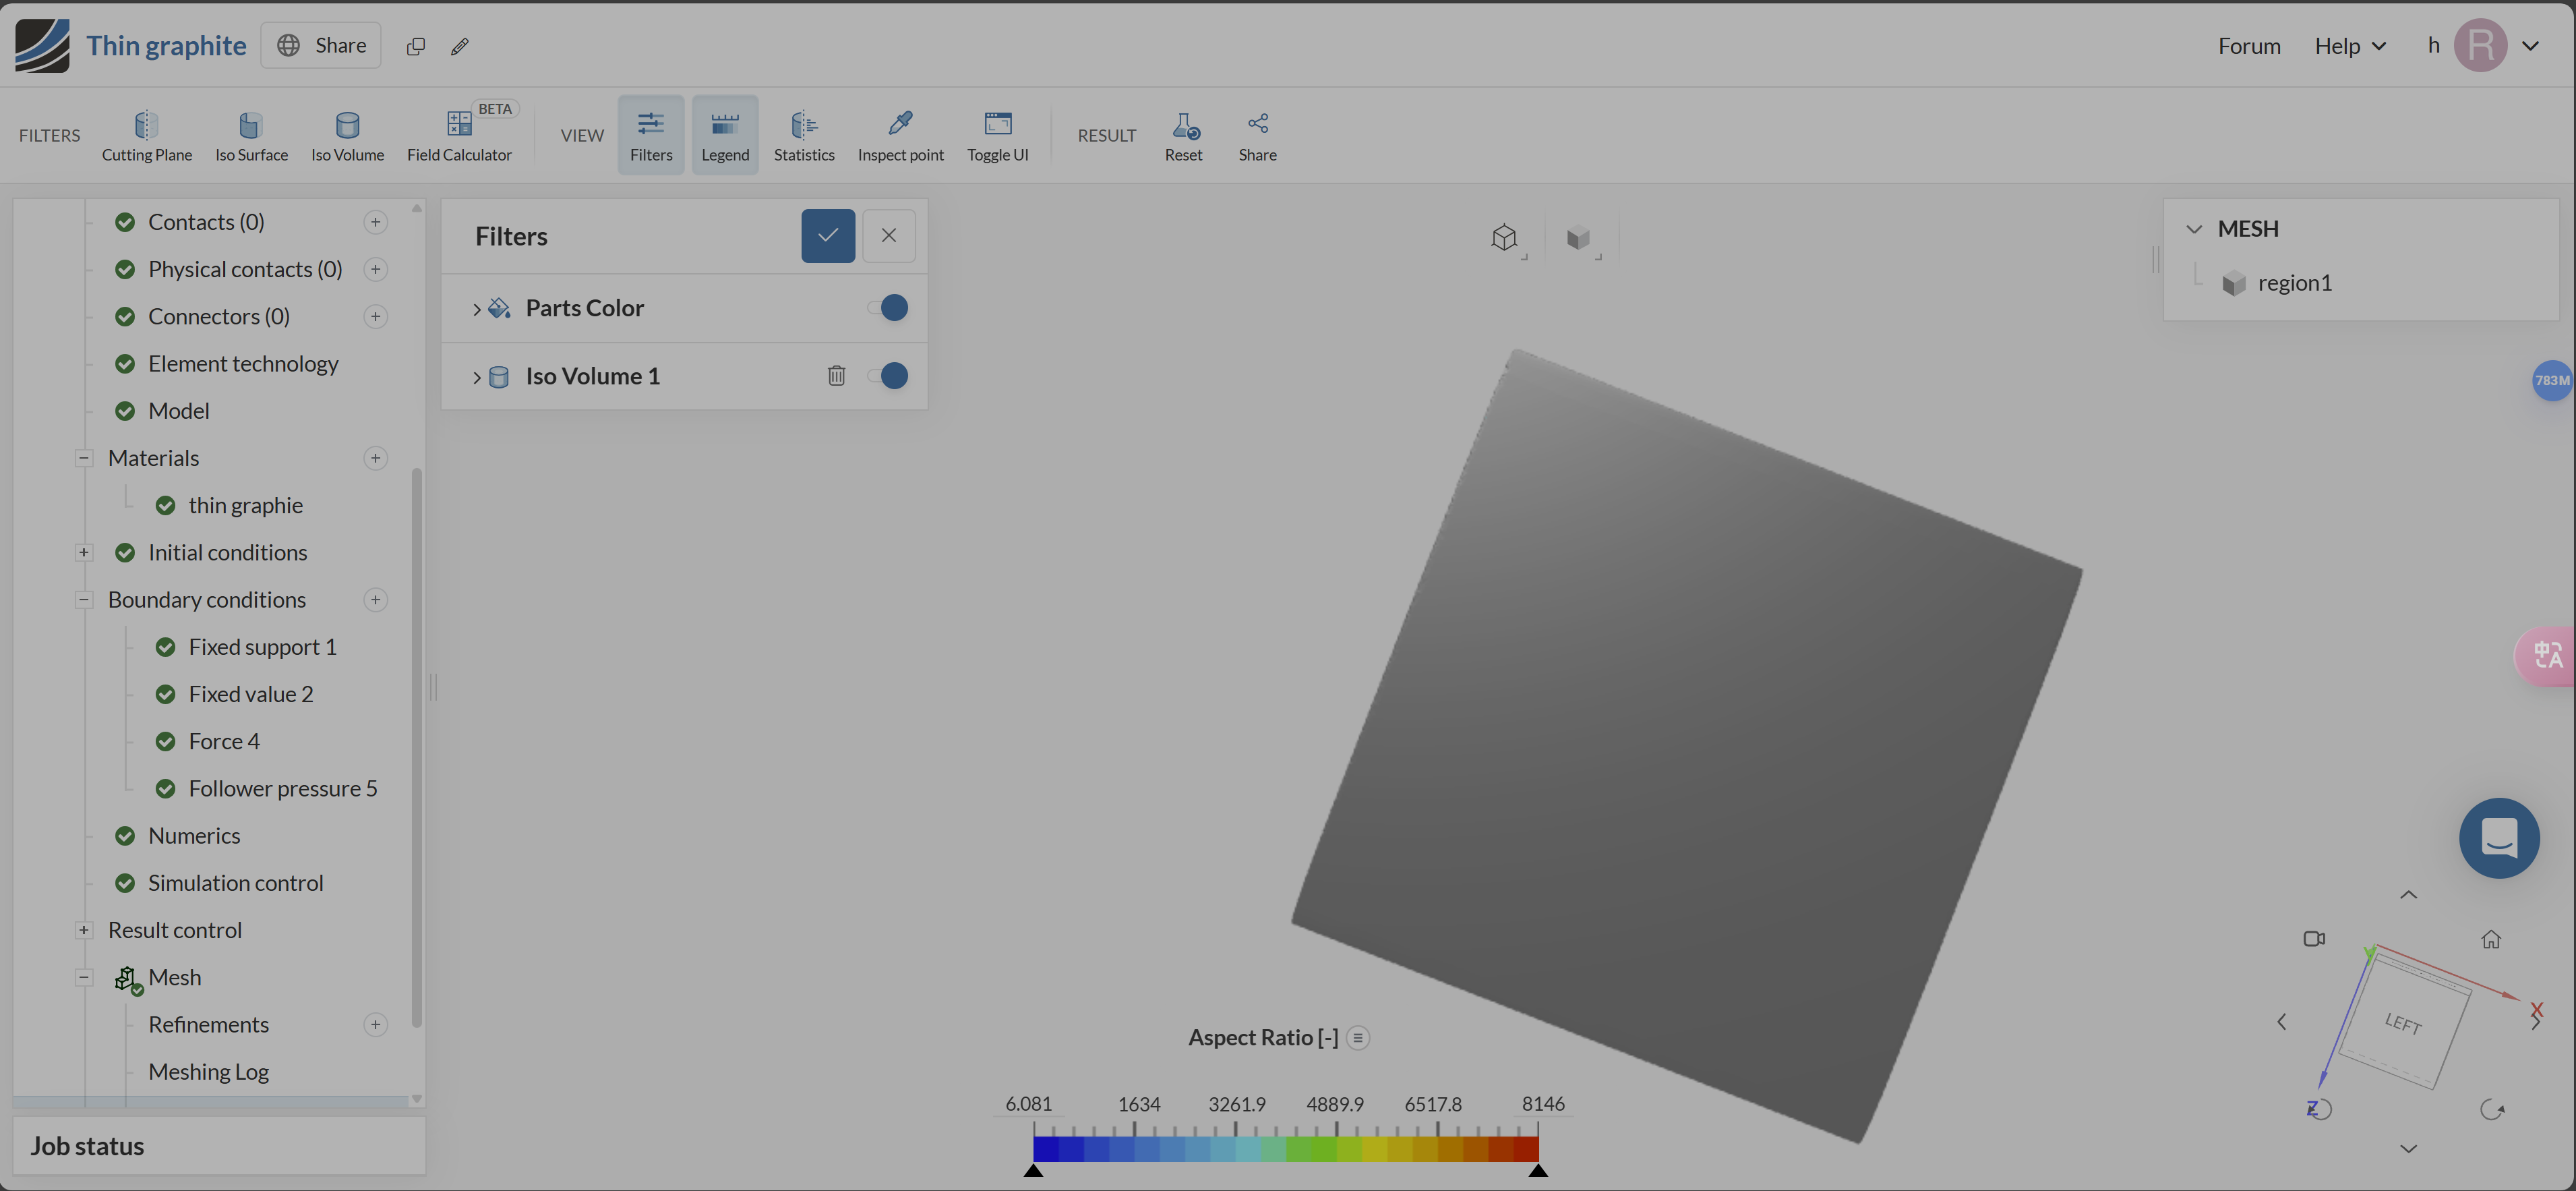 Thin graphite
Share
Forum
Help
h
R
FILTERS
Cutting Plane
Iso Surface
Iso Volume
Field Calculator
BETA
VIEW
Filters
Legend
Statistics
Inspect point
Toggle UI
RESULT
Reset
Share
Contacts (0)
Physical contacts (0)
Connectors (0)
Element technology
Model
Materials
thin graphie
Initial conditions
Boundary conditions
Fixed support 1
Fixed value 2
Force 4
Follower pressure 5
Numerics
Simulation control
Result control
Mesh
Refinements
Meshing Log
Job status
Filters
Parts Color
Iso Volume 1
MESH
region1
783M
中A
LEFT
Y
X
Z
Aspect Ratio [-]
6.081 1634 3261.9 4889.9 6517.8 8146